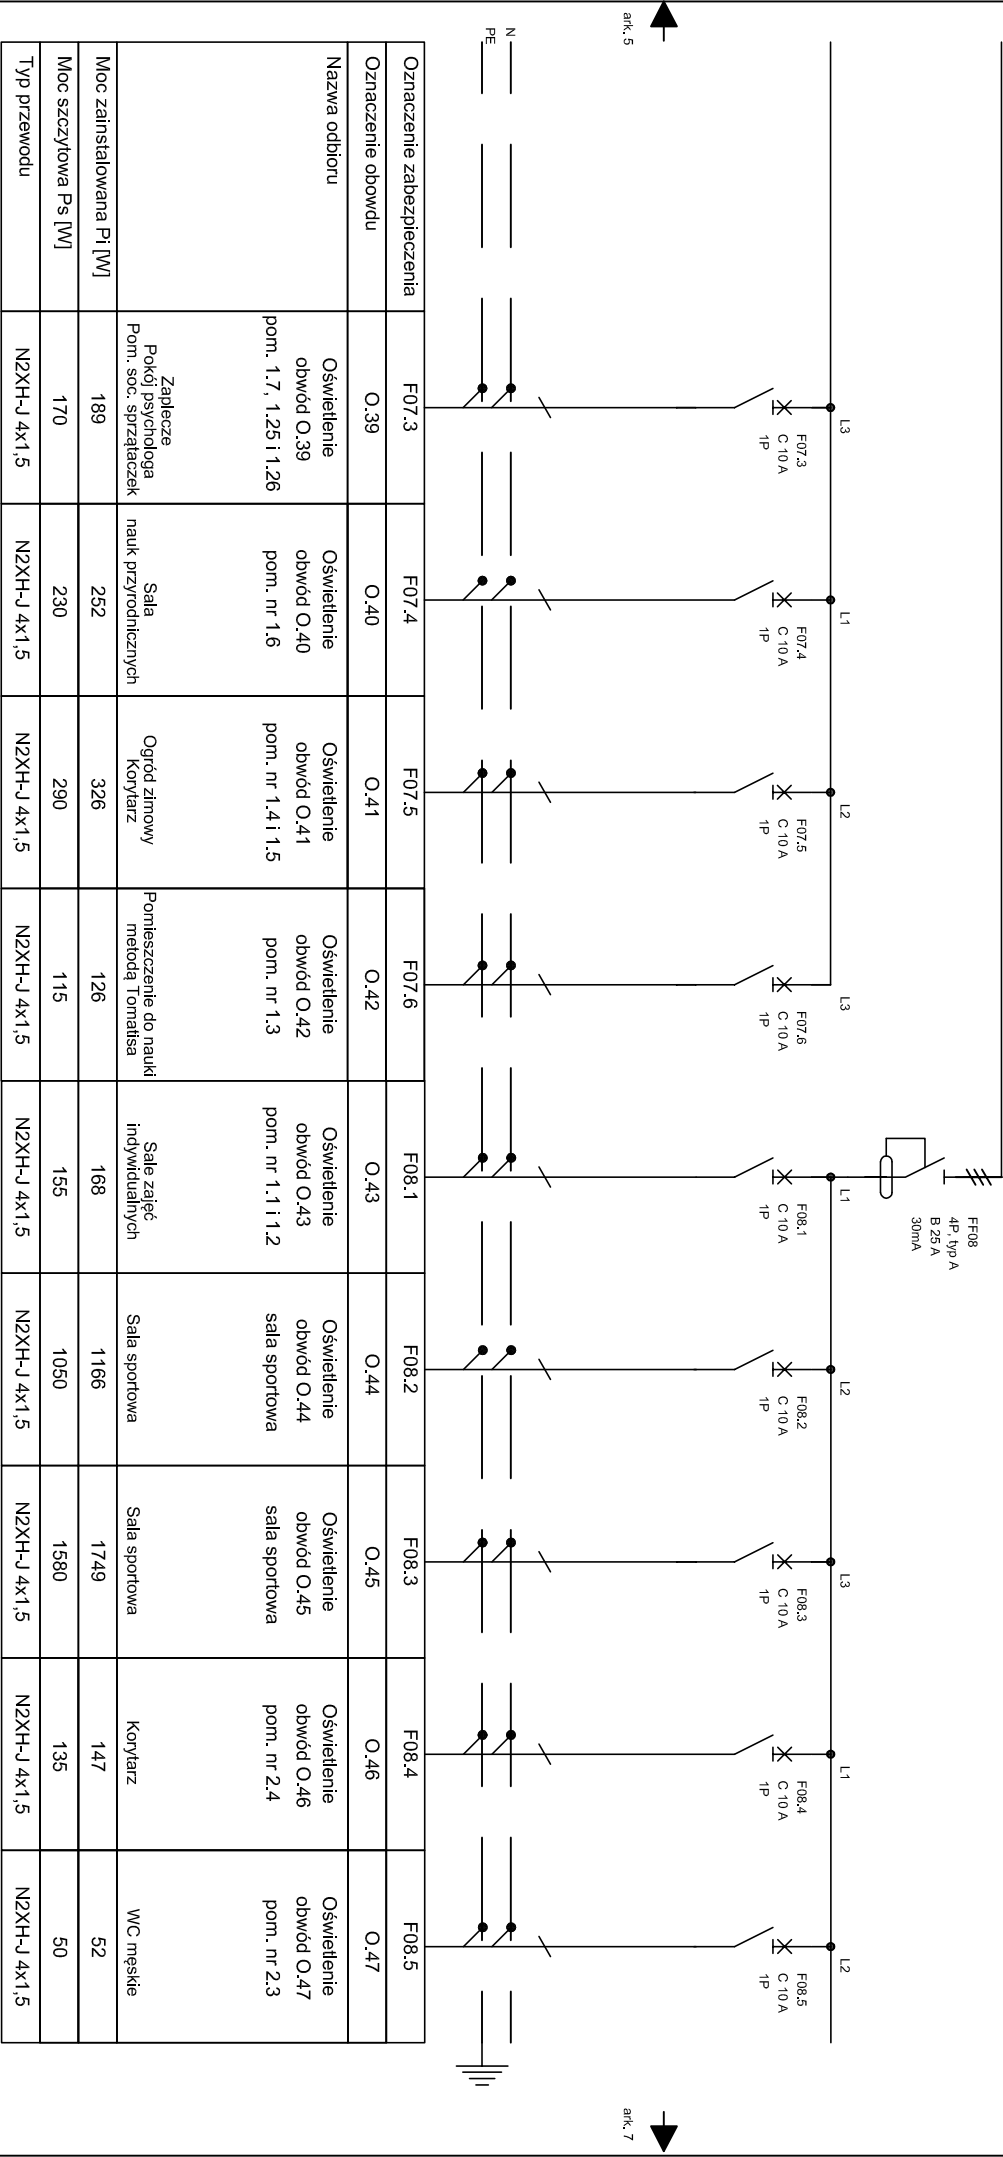 ark. 5
FF08
4P, typ A
B 25 A
30mA
L3
L1
L2
L3
L1
L2
L3
L1
L2
F07.3
C 10 A
1P
F07.4
C 10 A
1P
F07.5
C 10 A
1P
F07.6
C 10 A
1P
F08.1
C 10 A
1P
F08.2
C 10 A
1P
F08.3
C 10 A
1P
F08.4
C 10 A
1P
F08.5
C 10 A
1P
ark. 7
N
PE
Oznaczenie zabezpieczenia
F07.3
F07.4
F07.5
F07.6
F08.1
F08.2
F08.3
F08.4
F08.5
Oznaczenie obowdu
O.39
O.40
O.41
O.42
O.43
O.44
O.45
O.46
O.47
Nazwa odbioru
Oświetlenie
obwód O.39
pom. 1.7, 1.25 i 1.26
Zaplecze
Pokój psychologa
Pom. soc. sprzątaczek
Oświetlenie
obwód O.40
pom. nr 1.6
Sala
nauk przyrodniczych
Oświetlenie
obwód O.41
pom. nr 1.4 i 1.5
Ogród zimowy
Korytarz
Oświetlenie
obwód O.42
pom. nr 1.3
Pomieszczenie do nauki
metodą Tomatisa
Oświetlenie
obwód O.43
pom. nr 1.1 i 1.2
Sale zajęć
indywidualnych
Oświetlenie
obwód O.44
sala sportowa
Sala sportowa
Oświetlenie
obwód O.45
sala sportowa
Sala sportowa
Oświetlenie
obwód O.46
pom. nr 2.4
Korytarz
Oświetlenie
obwód O.47
pom. nr 2.3
WC męskie
Moc zainstalowana Pi [W]
189
252
326
126
168
1166
1749
147
52
Moc szczytowa Ps [W]
170
230
290
115
155
1050
1580
135
50
Typ przewodu
N2XH-J 4x1,5
N2XH-J 4x1,5
N2XH-J 4x1,5
N2XH-J 4x1,5
N2XH-J 4x1,5
N2XH-J 4x1,5
N2XH-J 4x1,5
N2XH-J 4x1,5
N2XH-J 4x1,5